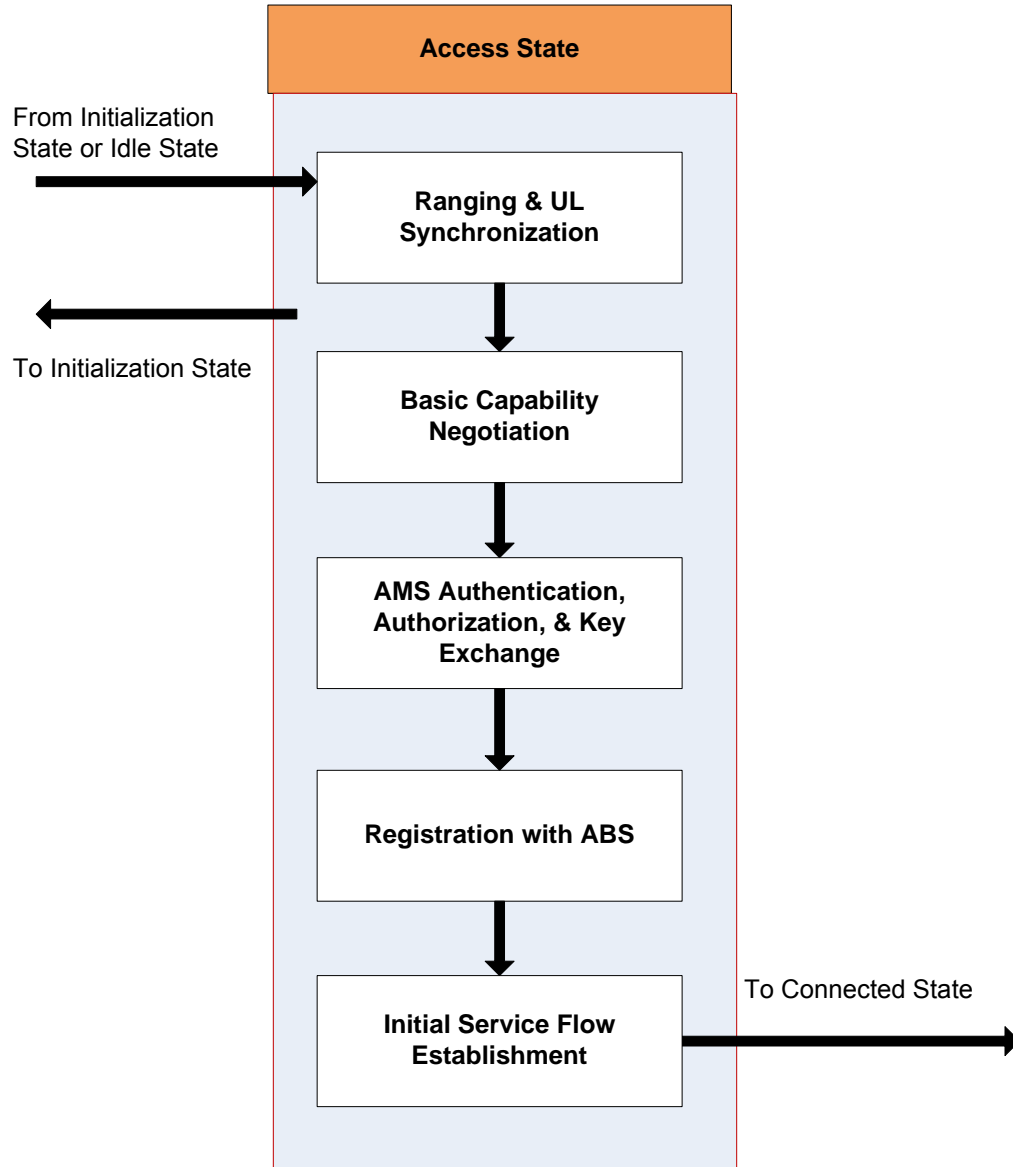 Access State
From Initialization
State or Idle State
Ranging & UL
Synchronization
To Initialization State
Basic Capability
Negotiation
AMS Authentication,
Authorization, & Key
Exchange
Registration with ABS
To Connected State
Initial Service Flow
Establishment